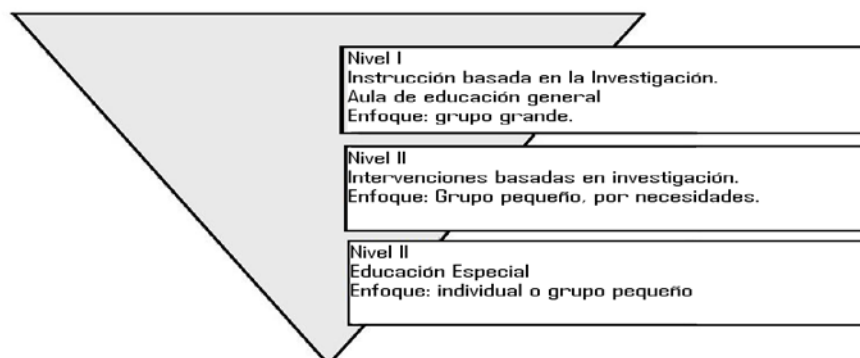 Nivel I
Instrucción basada en la Investigación.
Aula de educación general
Enfoque: grupo grande.
Nivel II
Intervenciones basadas en investigación.
Enfoque: Grupo pequeño, por necesidades.
Nivel II
Educación Especial
Enfoque: individual o grupo pequeño